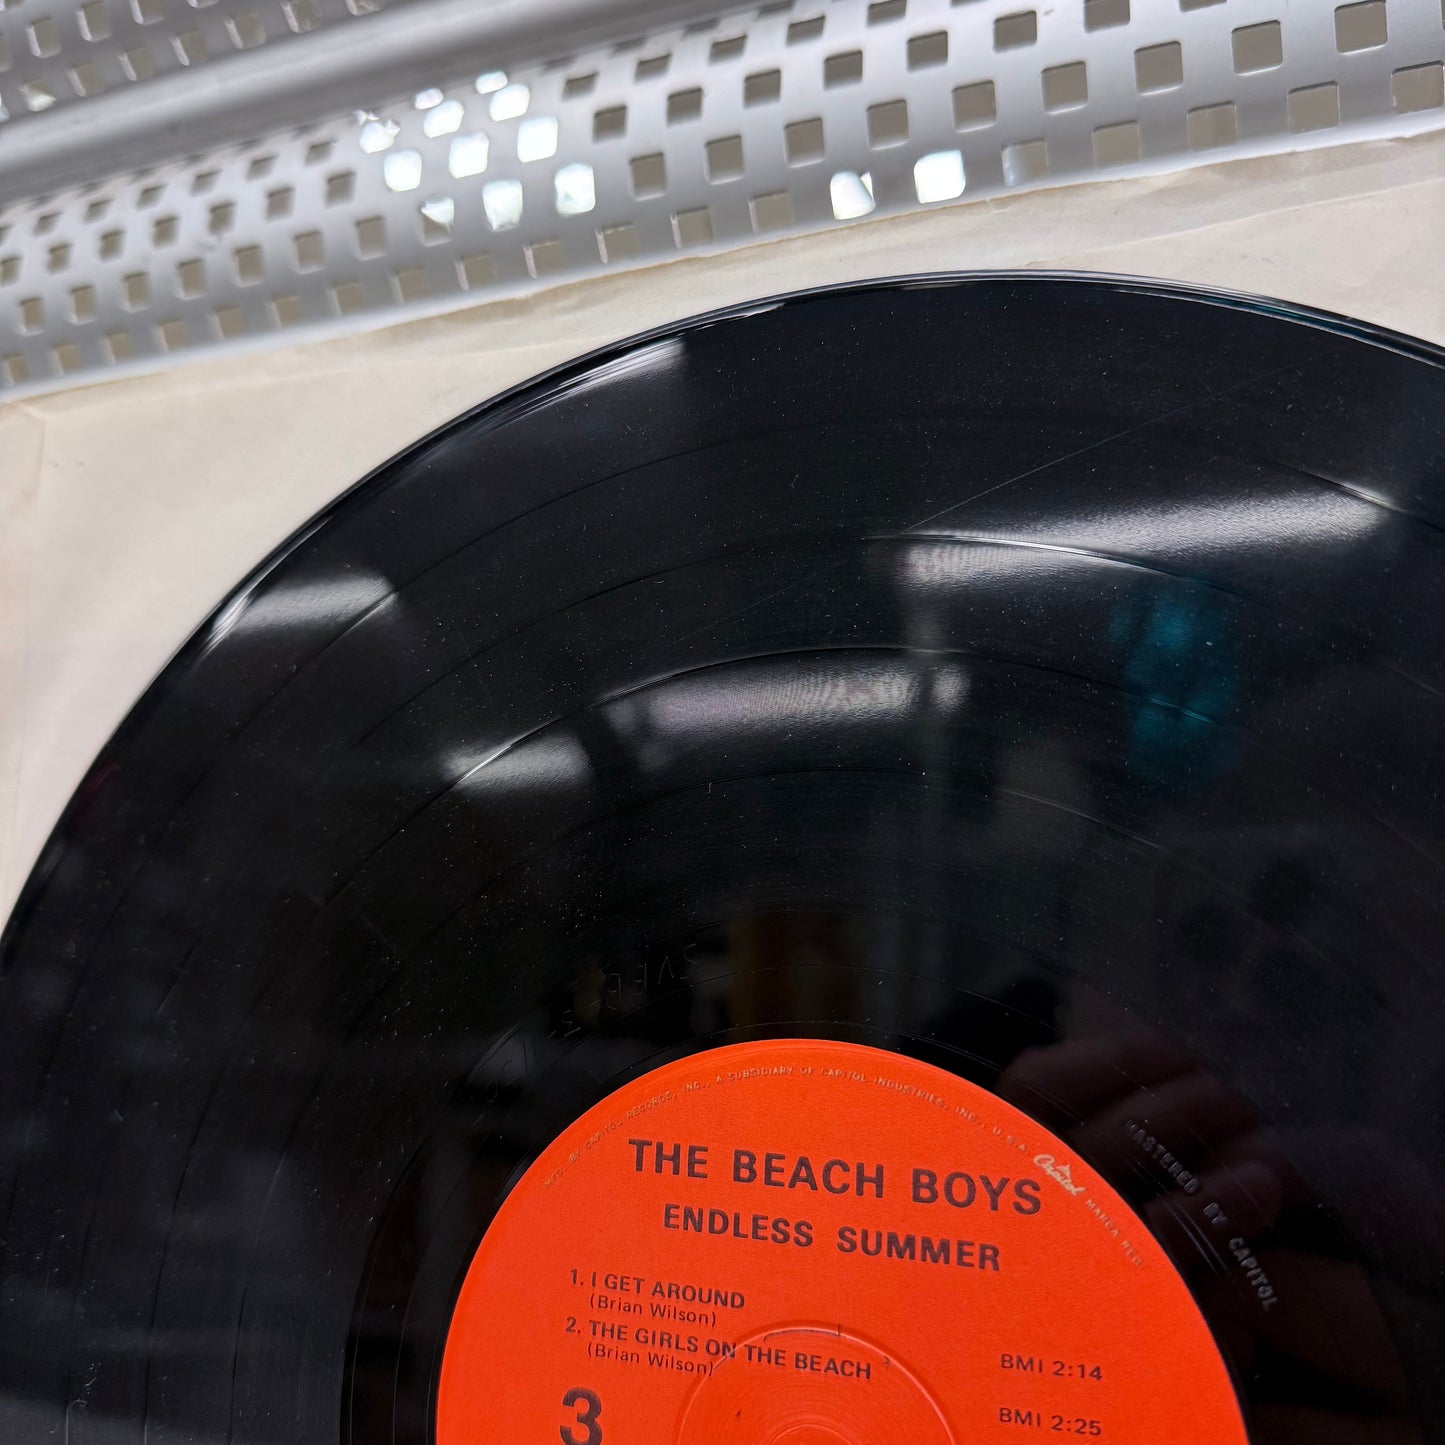 MFD. BY CAPITOL RECORDS, INC., A SUBSIDIARY OF CAPITOL INDUSTRIES, INC., U.S.A. Capitol MARCA REG.
THE BEACH BOYS
ENDLESS SUMMER
1. I GET AROUND
(Brian Wilson)
BMI 2:14
2. THE GIRLS ON THE BEACH
(Brian Wilson)
BMI 2:25
3
MASTERED BY CAPITOL